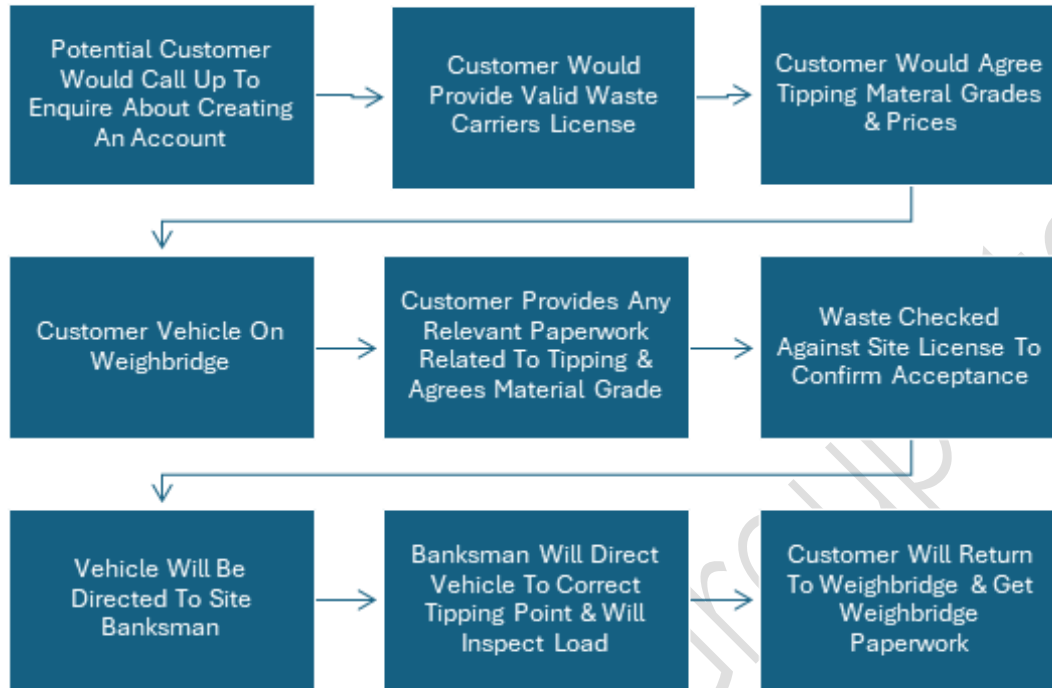 Potential Customer
Would Call Up To
Enquire About Creating
An Account
Customer Would
Provide Valid Waste
Carriers License
Customer Would Agree
Tipping Materal Grades
& Prices
Customer Vehicle On
Weighbridge
Customer Provides Any
Relevant Paperwork
Related To Tipping &
Agrees Material Grade
Waste Checked
Against Site License To
Confirm Acceptance
Vehicle Will Be
Directed To Site
Banksman
Banksman Will Direct
Vehicle To Correct
Tipping Point & Will
Inspect Load
Customer Will Return
To Weighbridge & Get
Weighbridge
Paperwork